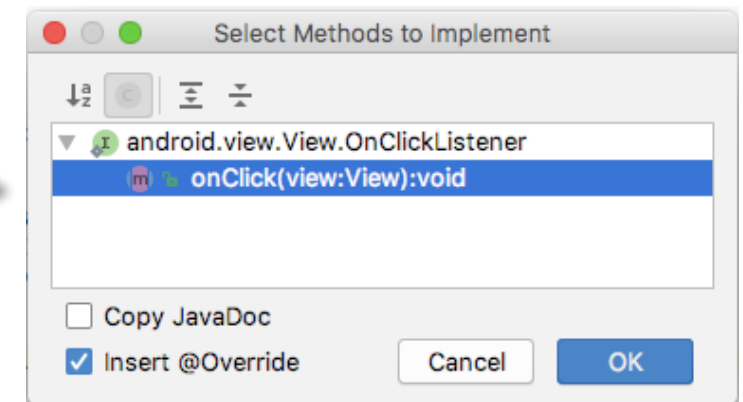 Select Methods to Implement
android.view.View.OnClickListener
onClick(view:View):void
Copy JavaDoc
Insert @Override
Cancel
OK